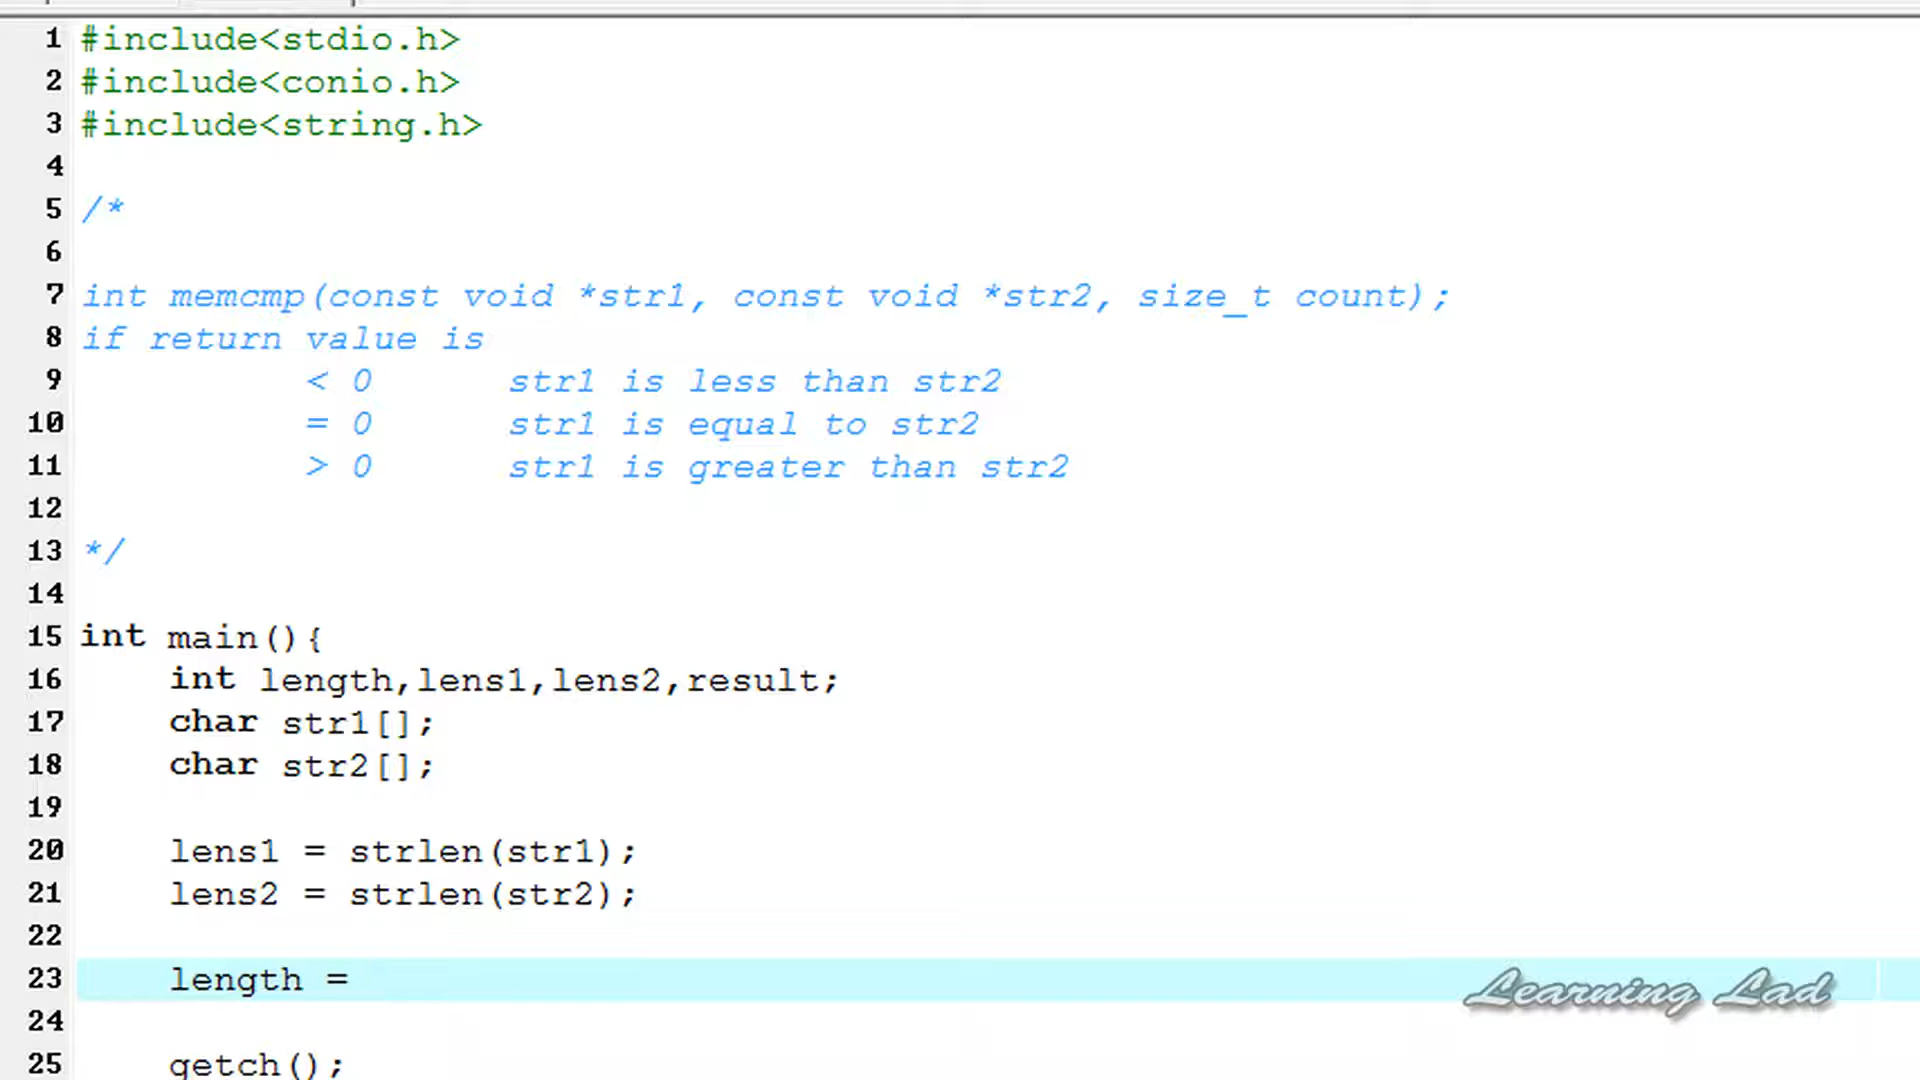 1 #include<stdio.h>
2 #include<conio.h>
3 #include<string.h>
4
5 /*
6
7 int memcmp(const void *str1, const void *str2, size_t count);
8 if return value is
9 < 0 str1 is less than str2
10 = 0 str1 is equal to str2
11 > 0 str1 is greater than str2
12
13 */
14
15 int main(){
16 int length,lens1,lens2,result;
17 char str1[];
18 char str2[];
19
20 lens1 = strlen(str1);
21 lens2 = strlen(str2);
22
23 length =
Learning Lad
24
25 getch();